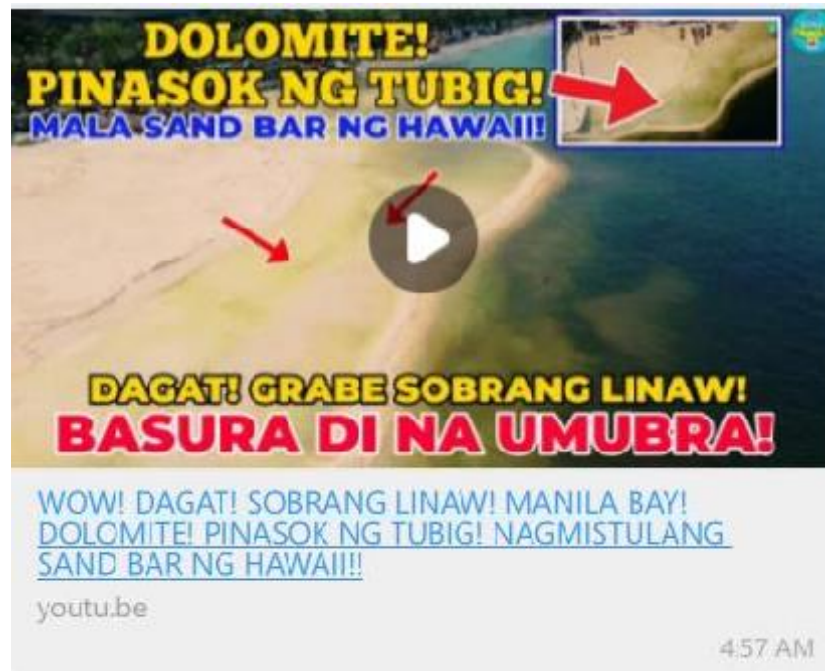 DOLOMITE!
PINASOK NG TUBIG!
MALA SAND BAR NG HAWAII!
DAGAT! GRABE SOBRANG LINAW!
BASURA DI NA UMUBRA!
WOW! DAGAT! SOBRANG LINAW! MANILA BAY!
DOLOMITE! PINASOK NG TUBIG! NAGMISTULANG
SAND BAR NG HAWAII!!
youtu.be
4:57 AM